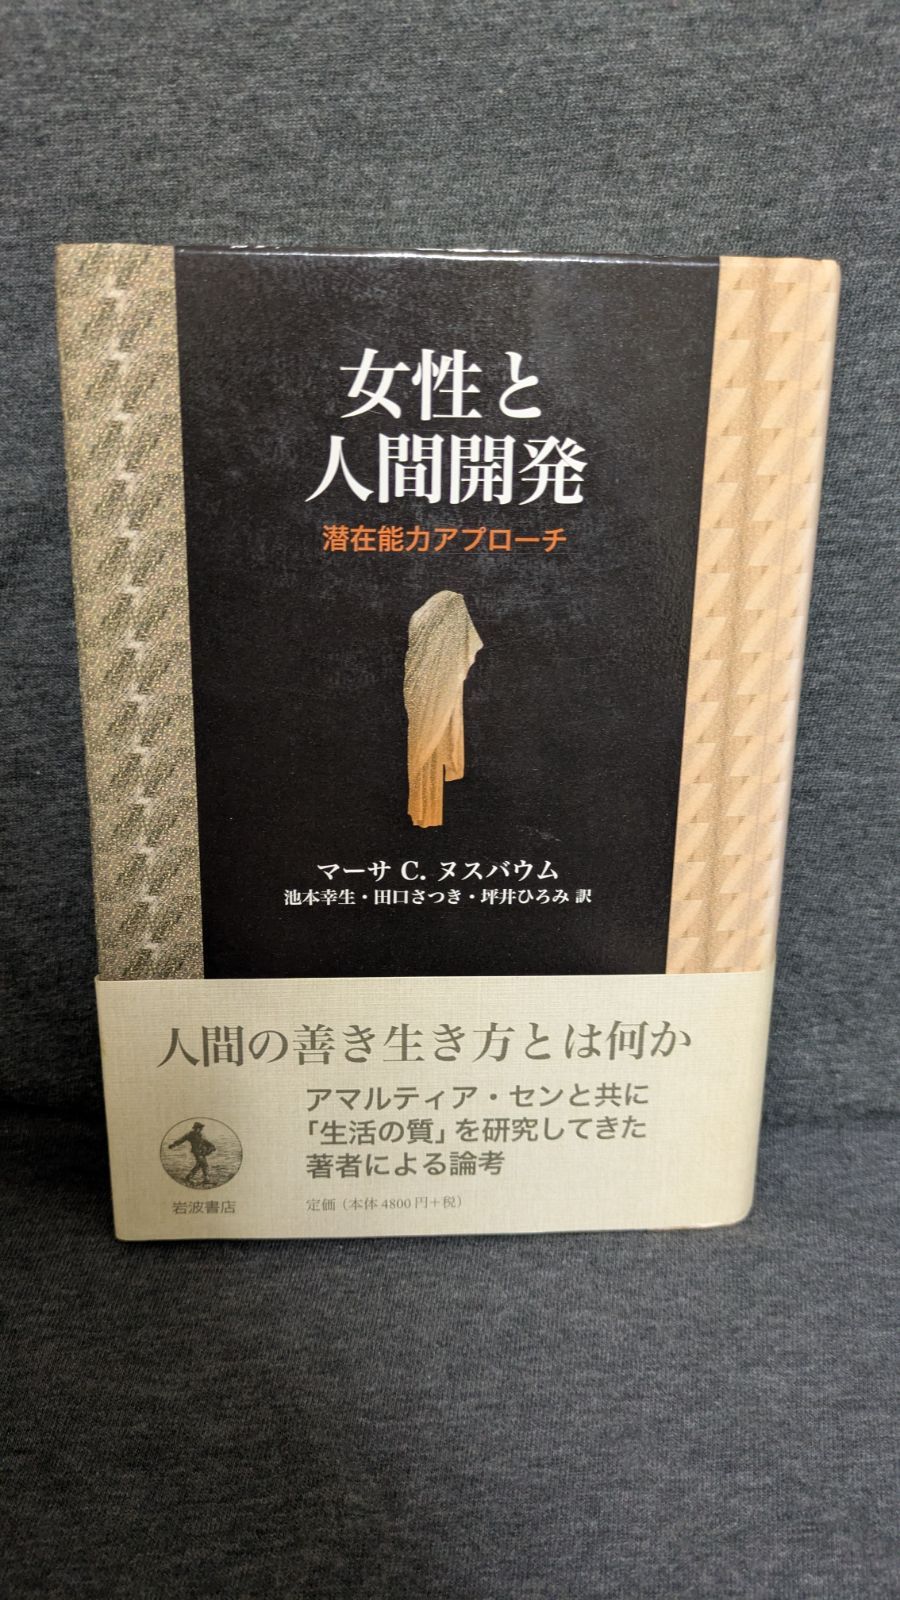 女性と
人間開発
潜在能力アプローチ
マーサ C. ヌスバウム
池本幸生・田口さつき・坪井ひろみ 訳
人間の善き生き方とは何か
アマルティア・センと共に
「生活の質」を研究してきた
著者による論考
岩波書店
定価(本体 4800 円+税)